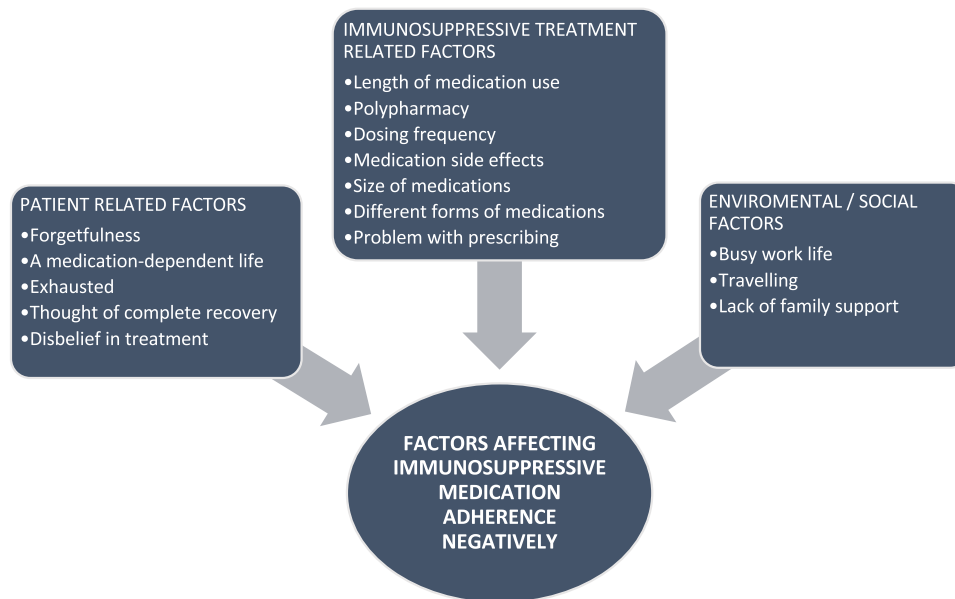 IMMUNOSUPPRESSIVE TREATMENT
RELATED FACTORS
•Length of medication use
•Polypharmacy
•Dosing frequency
•Medication side effects
•Size of medications
•Different forms of medications
•Problem with prescribing
PATIENT RELATED FACTORS
•Forgetfulness
•A medication-dependent life
•Exhausted
•Thought of complete recovery
•Disbelief in treatment
ENVIROMENTAL / SOCIAL
FACTORS
•Busy work life
•Travelling
•Lack of family support
FACTORS AFFECTING
IMMUNOSUPPRESSIVE
MEDICATION
ADHERENCE
NEGATIVELY